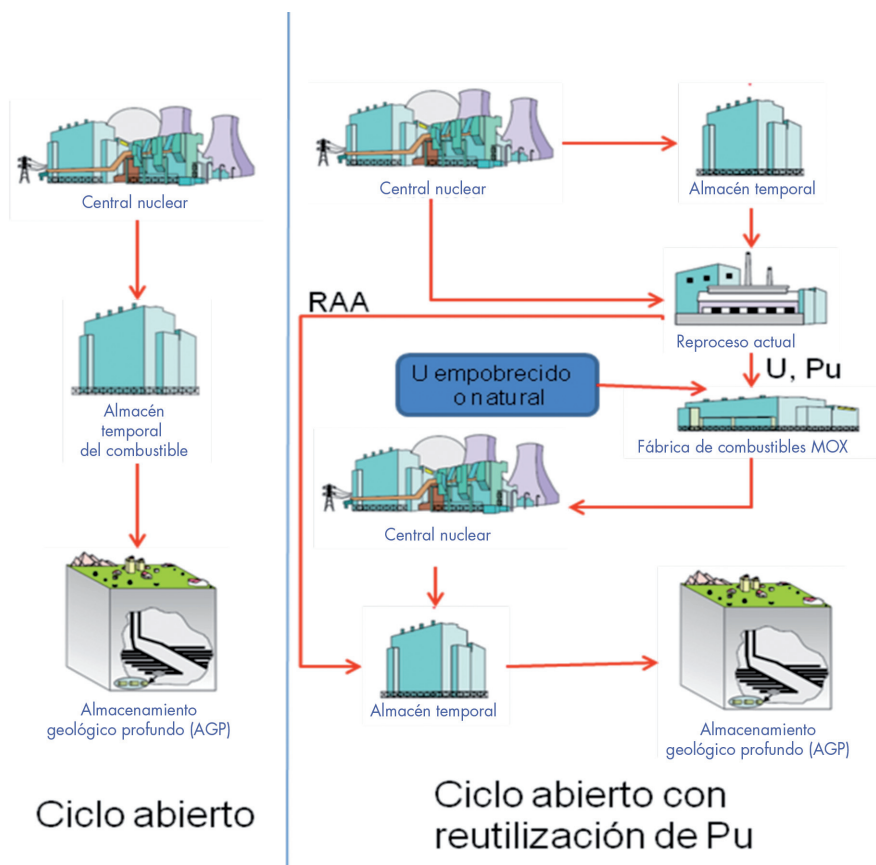 Central nuclear
Almacén
temporal
del combustible
Almacenamiento
geológico profundo (AGP)
Ciclo abierto
Central nuclear
Almacén temporal
RAA
Reproceso actual
U, Pu
U empobrecido
o natural
Fábrica de combustibles MOX
Central nuclear
Almacén temporal
Almacenamiento
geológico profundo (AGP)
Ciclo abierto con
reutilización de Pu